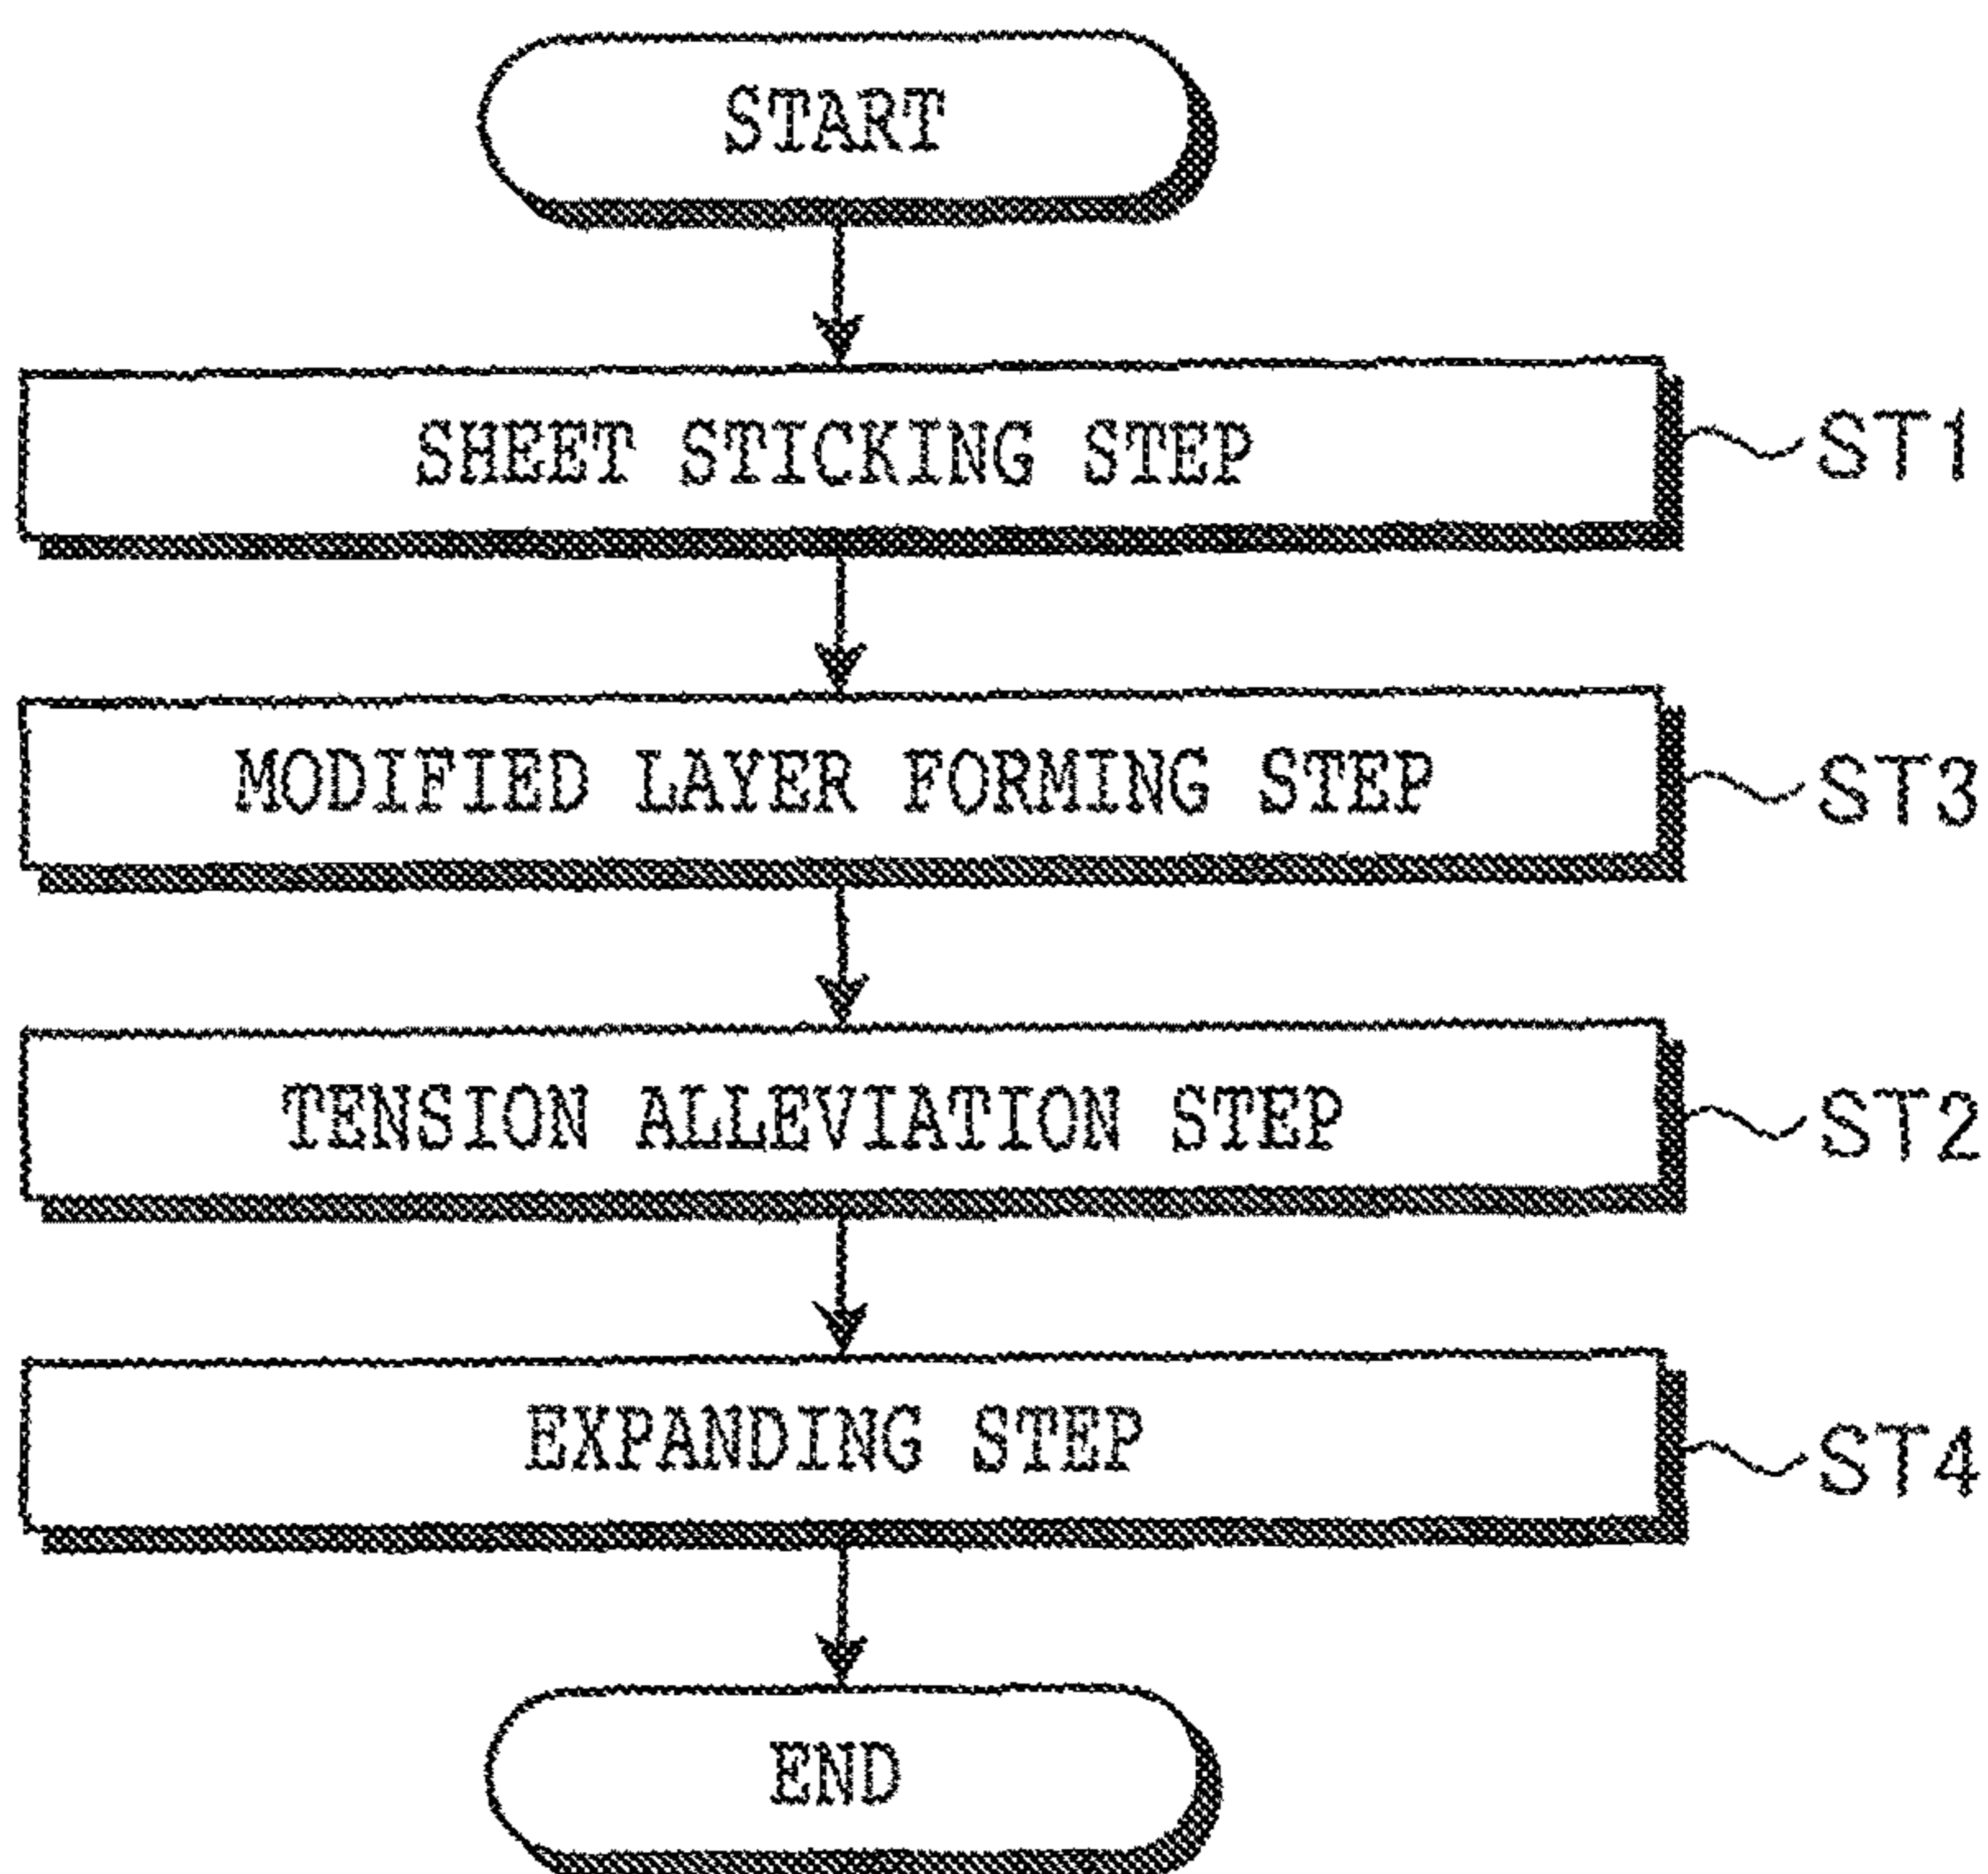 START
SHEET STICKING STEP ST1
MODIFIED LAYER FORMING STEP ST3
TENSION ALLEVIATION STEP ST2
EXPANDING STEP ST4
END